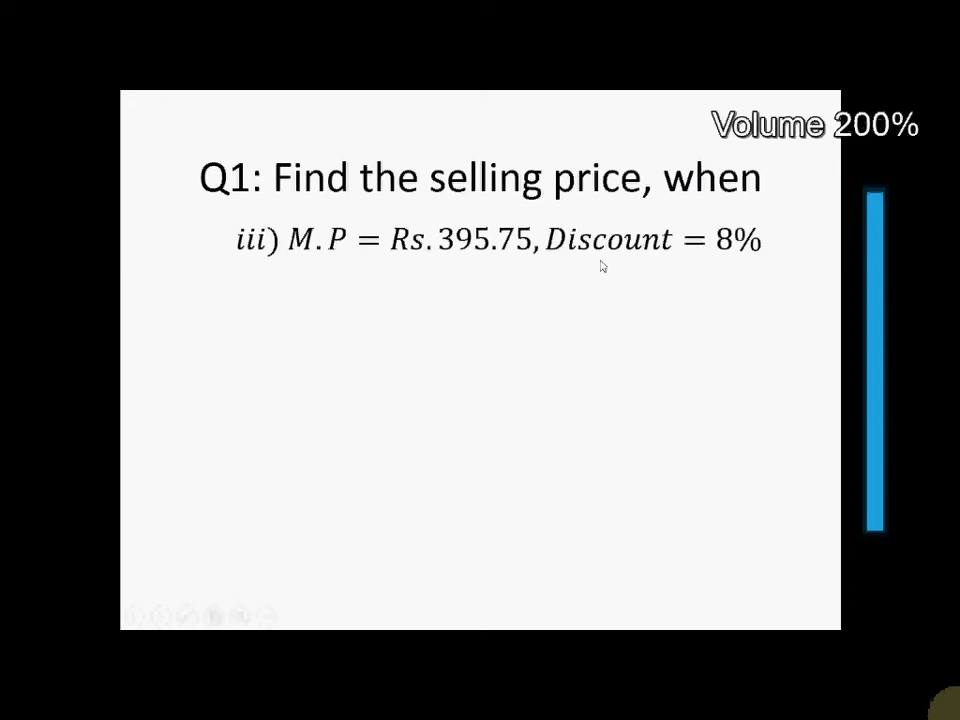 Volume 200%
Q1: Find the selling price, when
iii) M.P = Rs. 395.75, Discount = 8%